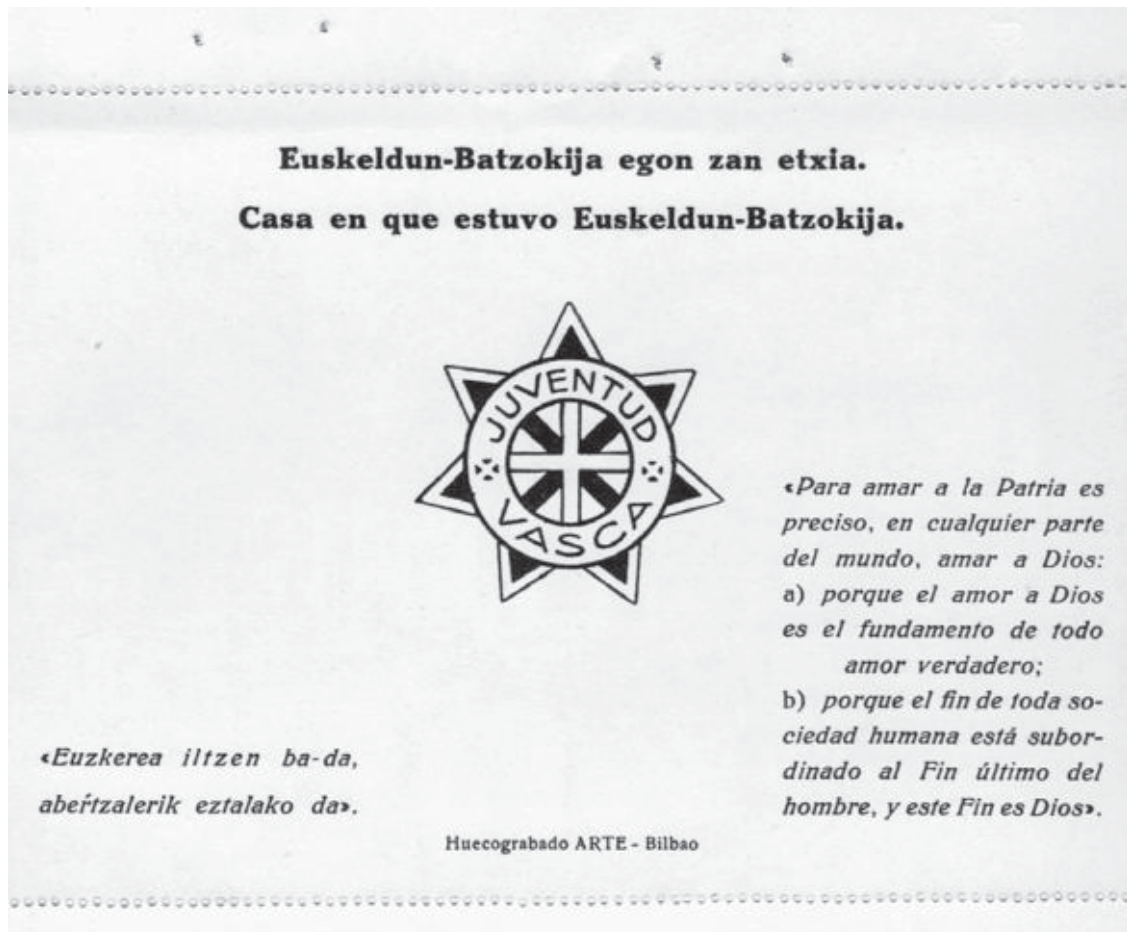 Euskeldun-Batzokija egon zan etxia.
Casa en que estuvo Euskeldun-Batzokija.
JUVENTUD
VASCA
«Para amar a la Patria es
preciso, en cualquier parte
del mundo, amar a Dios:
a) porque el amor a Dios
es el fundamento de todo
amor verdadero;
b) porque el fin de toda so-
ciedad humana está subor-
dinado al Fin último del
hombre, y este Fin es Dios».
«Euzkerea iltzen ba-da,
abeŕtzalerik eztalako da».
Huecograbado ARTE - Bilbao